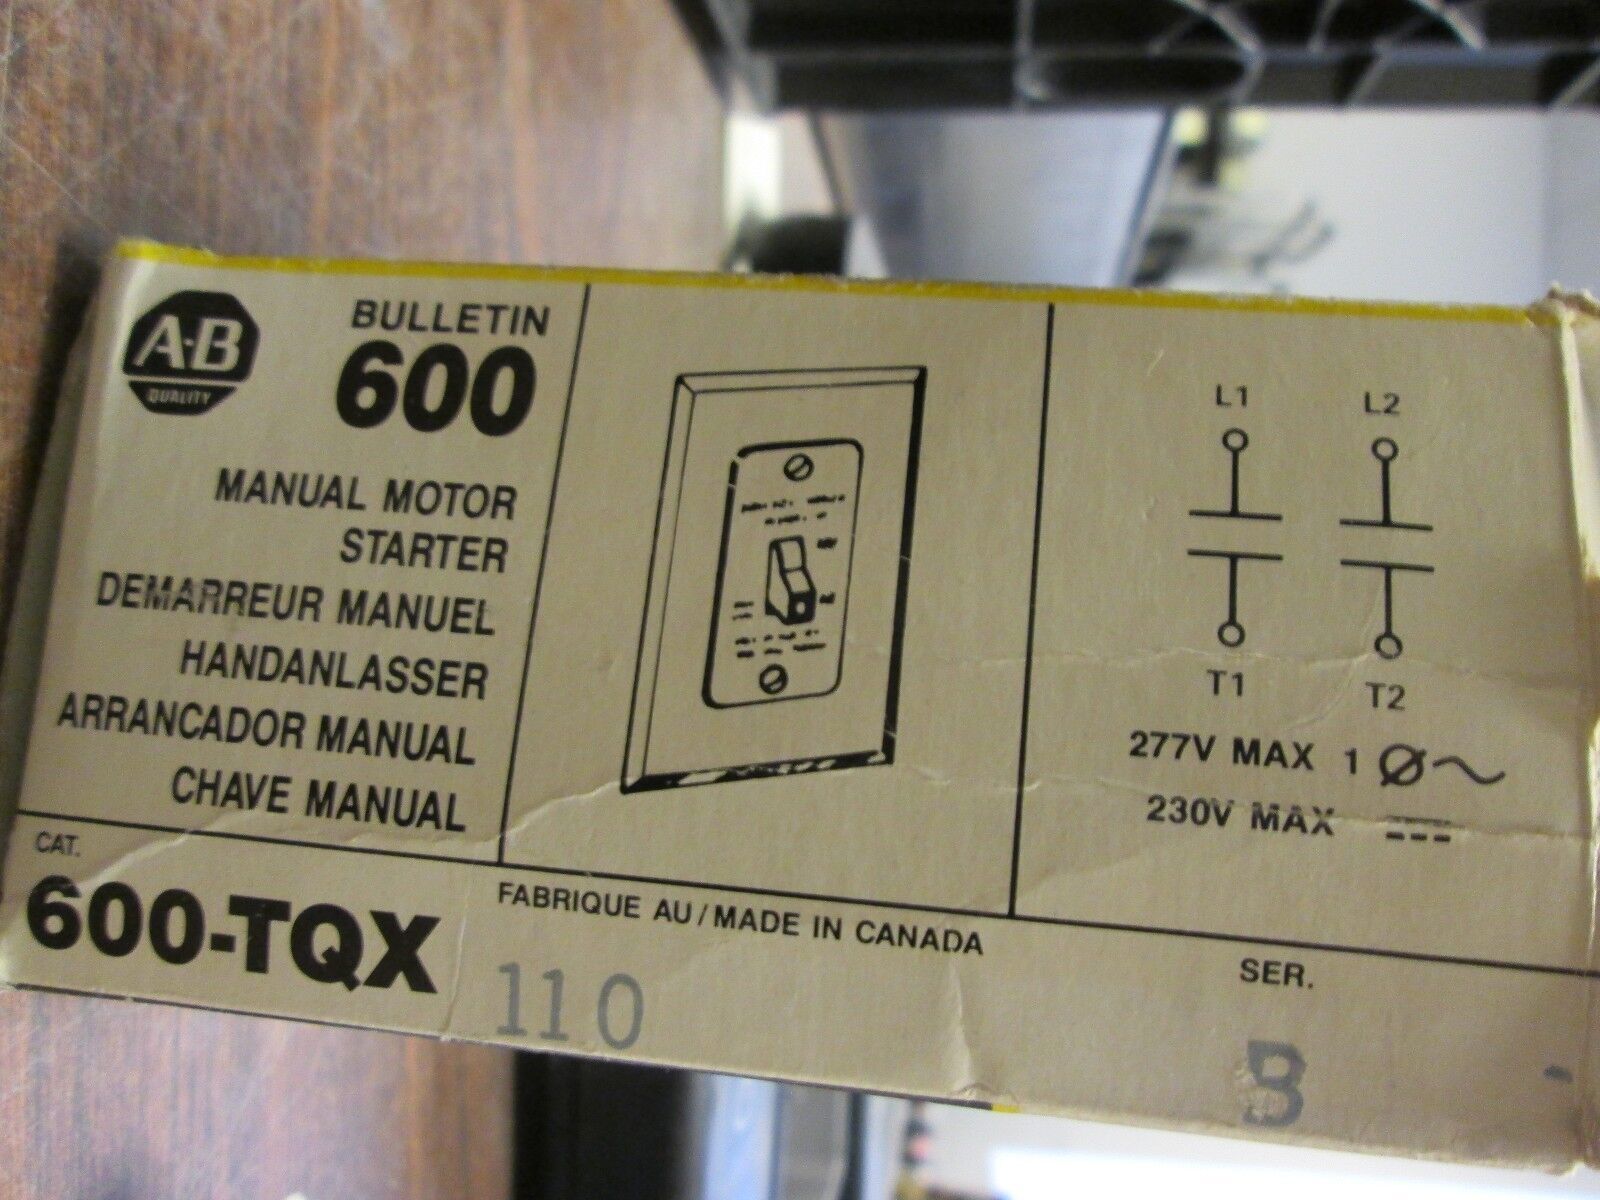 A-B
QUALITY
BULLETIN
600
MANUAL MOTOR
STARTER
DEMARREUR MANUEL
HANDANLASSER
ARRANCADOR MANUAL
CHAVE MANUAL
L1 L2
T1 T2
277V MAX 1 Ø ~
230V MAX
CAT.
600-TQX
FABRIQUE AU / MADE IN CANADA
110
SER.
B